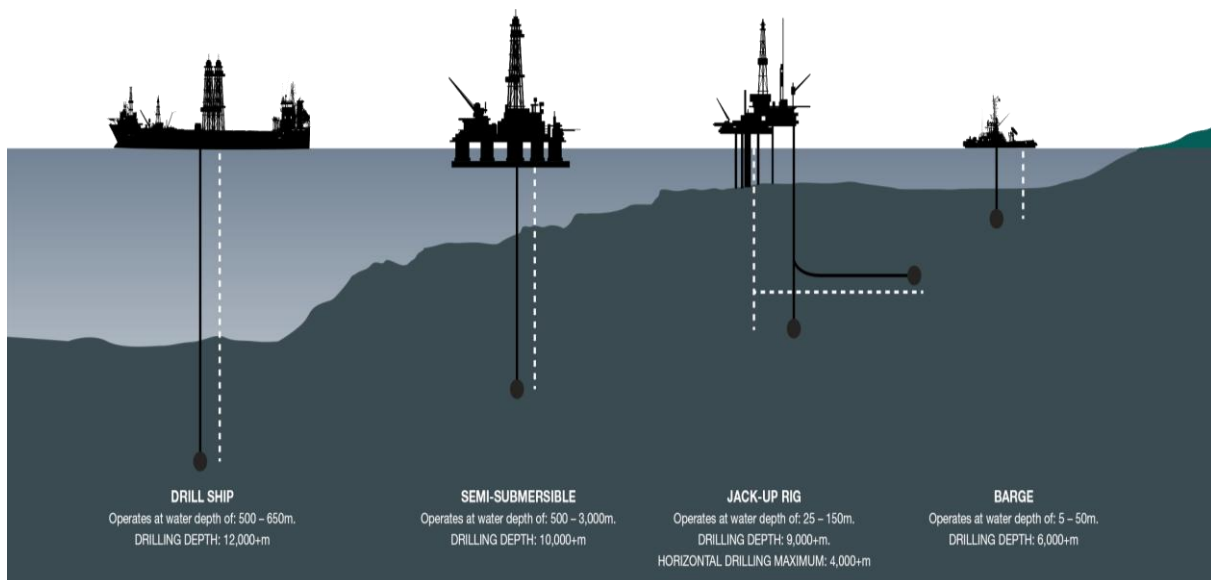 DRILL SHIP
Operates at water depth of: 500 – 650m.
DRILLING DEPTH: 12,000+m
SEMI-SUBMERSIBLE
Operates at water depth of: 500 – 3,000m.
DRILLING DEPTH: 10,000+m
JACK-UP RIG
Operates at water depth of: 25 – 150m.
DRILLING DEPTH: 9,000+m.
HORIZONTAL DRILLING MAXIMUM: 4,000+m
BARGE
Operates at water depth of: 5 – 50m.
DRILLING DEPTH: 6,000+m